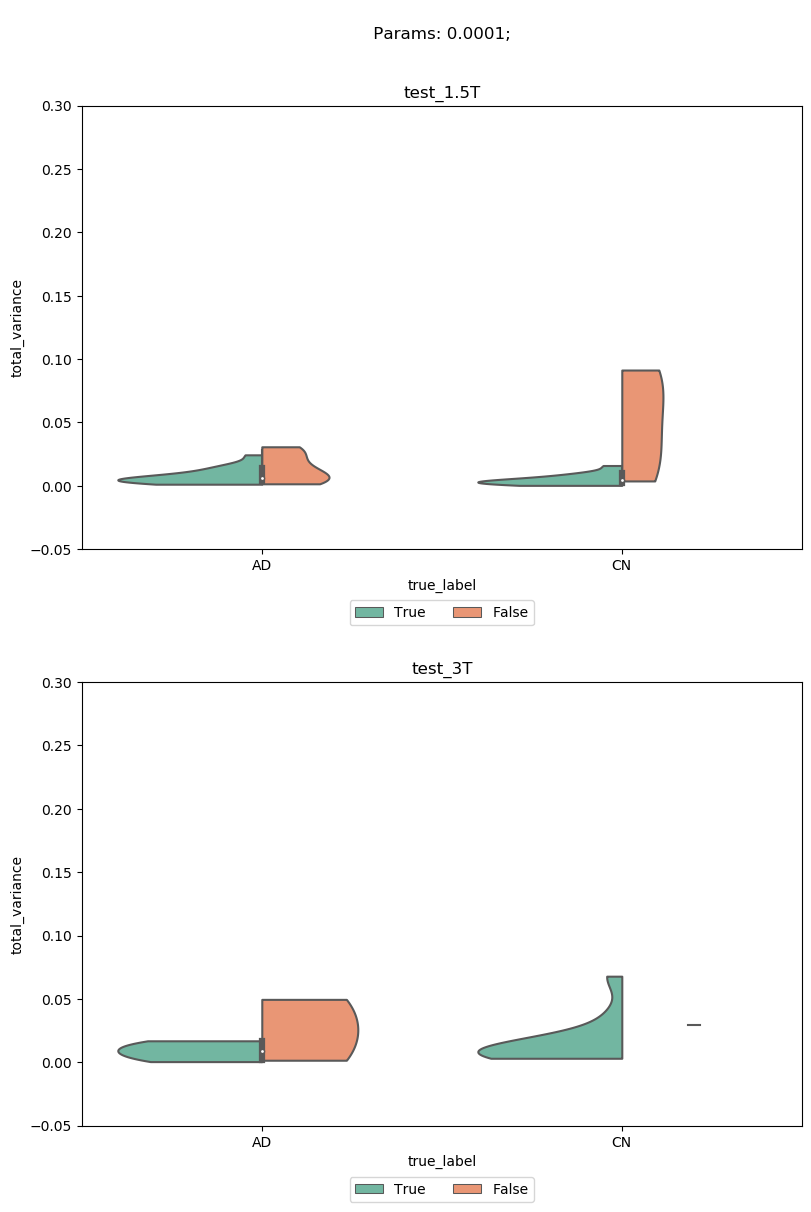 Params: 0.0001;
test_1.5T
0.30
0.25
0.20
0.15
0.10
0.05
0.00
−0.05
total_variance
AD CN
true_label
True False
test_3T
0.30
0.25
0.20
0.15
0.10
0.05
0.00
−0.05
total_variance
AD CN
true_label
True False